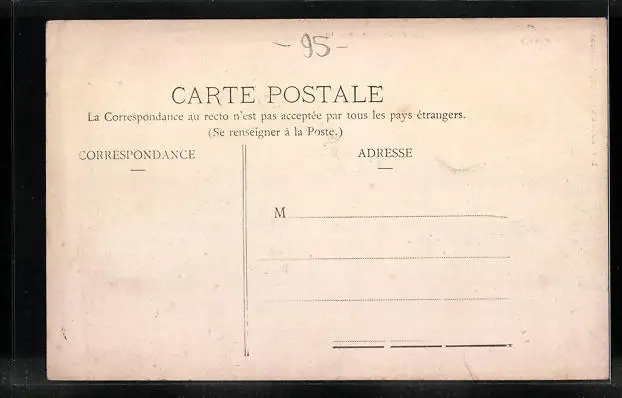 - 95 -
CARTE POSTALE
La Correspondance au recto n'est pas acceptée par tous les pays étrangers.
(Se renseigner à la Poste.)
CORRESPONDANCE
ADRESSE
M